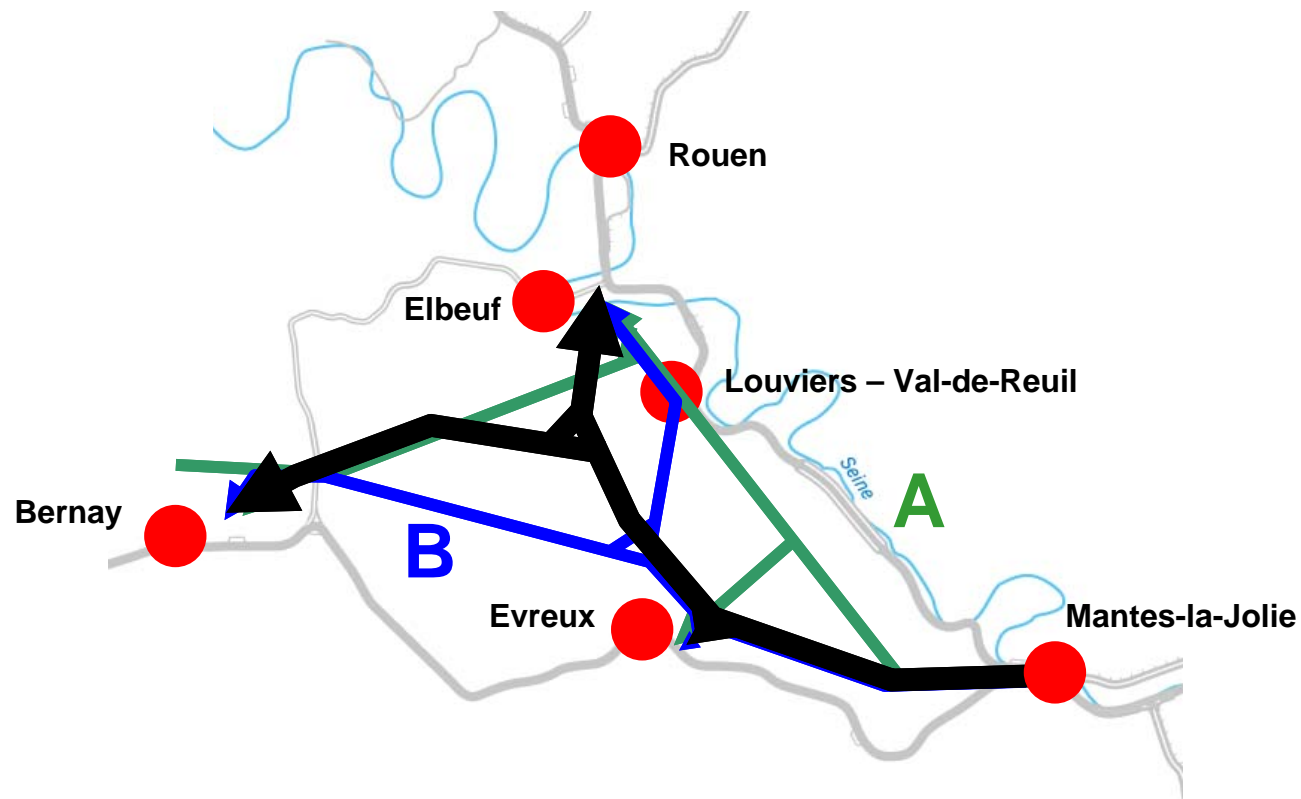 Rouen
Elbeuf
Louviers – Val-de-Reuil
Seine
A
Bernay
B
Evreux
Mantes-la-Jolie